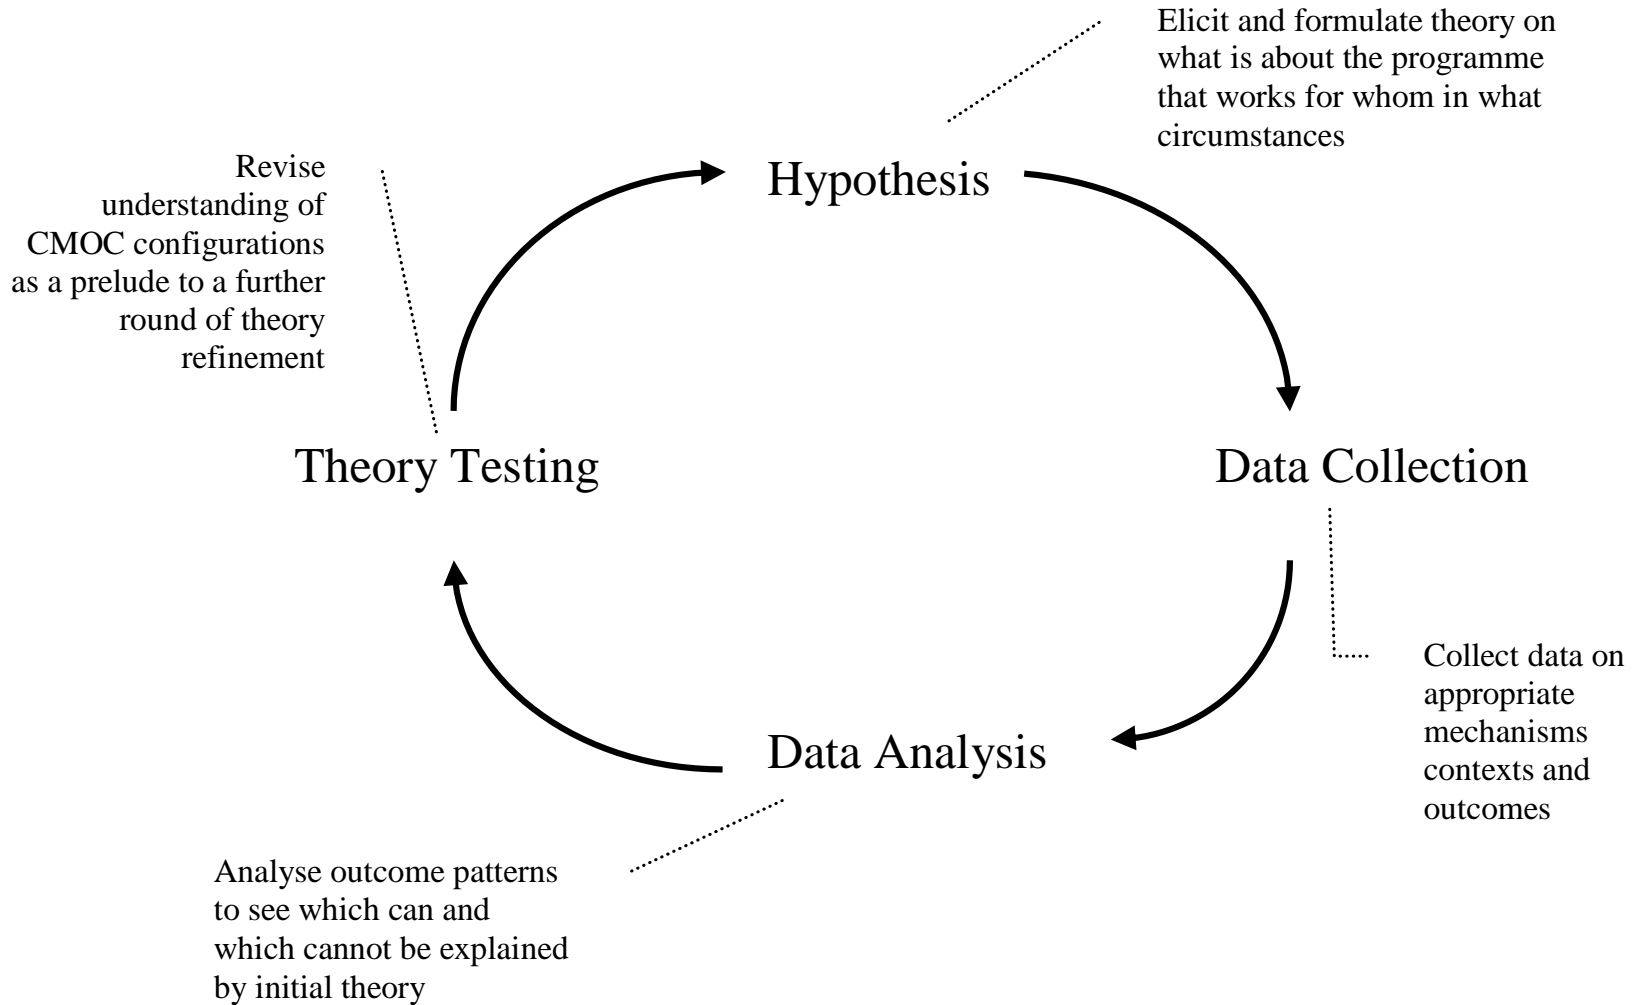 Elicit and formulate theory on
what is about the programme
that works for whom in what
circumstances
Hypothesis
Revise
understanding of
CMOC configurations
as a prelude to a further
round of theory
refinement
Theory Testing
Data Collection
Collect data on
appropriate
mechanisms
contexts and
outcomes
Data Analysis
Analyse outcome patterns
to see which can and
which cannot be explained
by initial theory